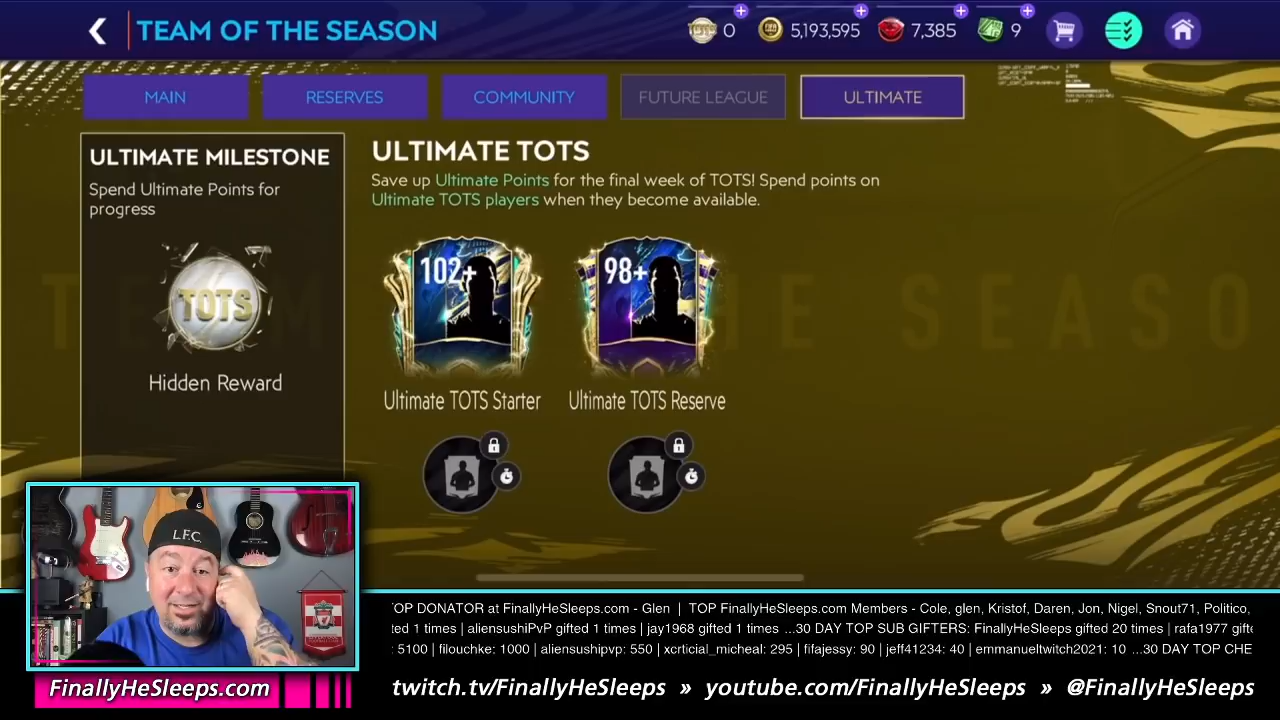 TEAM OF THE SEASON
0
5,193,595
7,385
9
MAIN
RESERVES
COMMUNITY
FUTURE LEAGUE
ULTIMATE
ULTIMATE MILESTONE
Spend Ultimate Points for
progress
TOTS
Hidden Reward
ULTIMATE TOTS
Save up Ultimate Points for the final week of TOTS! Spend points on
Ultimate TOTS players when they become available.
102+
98+
Ultimate TOTS Starter
Ultimate TOTS Reserve
L.F.C.
OP DONATOR at FinallyHeSleeps.com - Glen | TOP FinallyHeSleeps.com Members - Cole, glen, Kristof, Daren, Jon, Nigel, Snout71, Politico,
ted 1 times | aliensushiPvP gifted 1 times | jay1968 gifted 1 times ...30 DAY TOP SUB GIFTERS: FinallyHeSleeps gifted 20 times | rafa1977 gifte
: 5100 | filouchke: 1000 | aliensushipvp: 550 | xcrticial_micheal: 295 | fifajessy: 90 | jeff41234: 40 | emmanueltwitch2021: 10 ...30 DAY TOP CHE
FinallyHeSleeps.com
twitch.tv/FinallyHeSleeps » youtube.com/FinallyHeSleeps » @FinallyHeSleeps